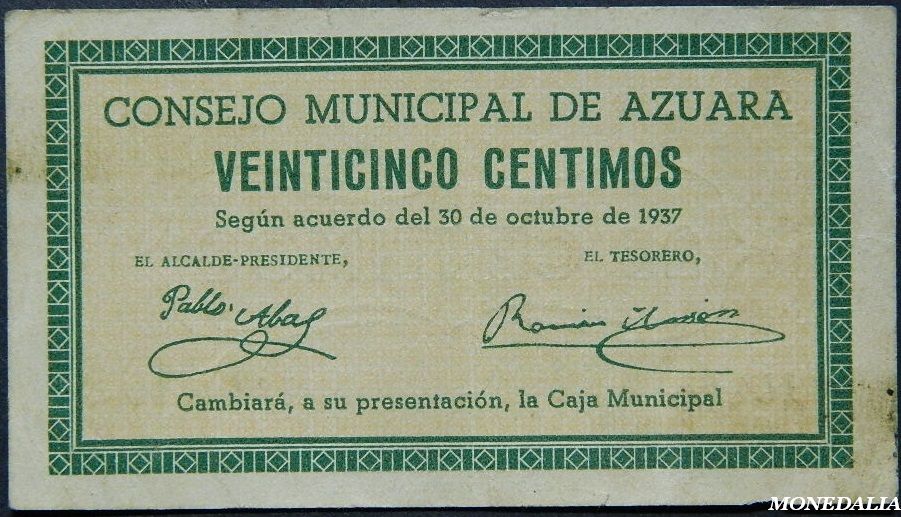 CONSEJO MUNICIPAL DE AZUARA
VEINTICINCO CENTIMOS
Según acuerdo del 30 de octubre de 1937
EL ALCALDE-PRESIDENTE, EL TESORERO,
Pablo
Cambiará, a su presentación, la Caja Municipal
MONEDALIA